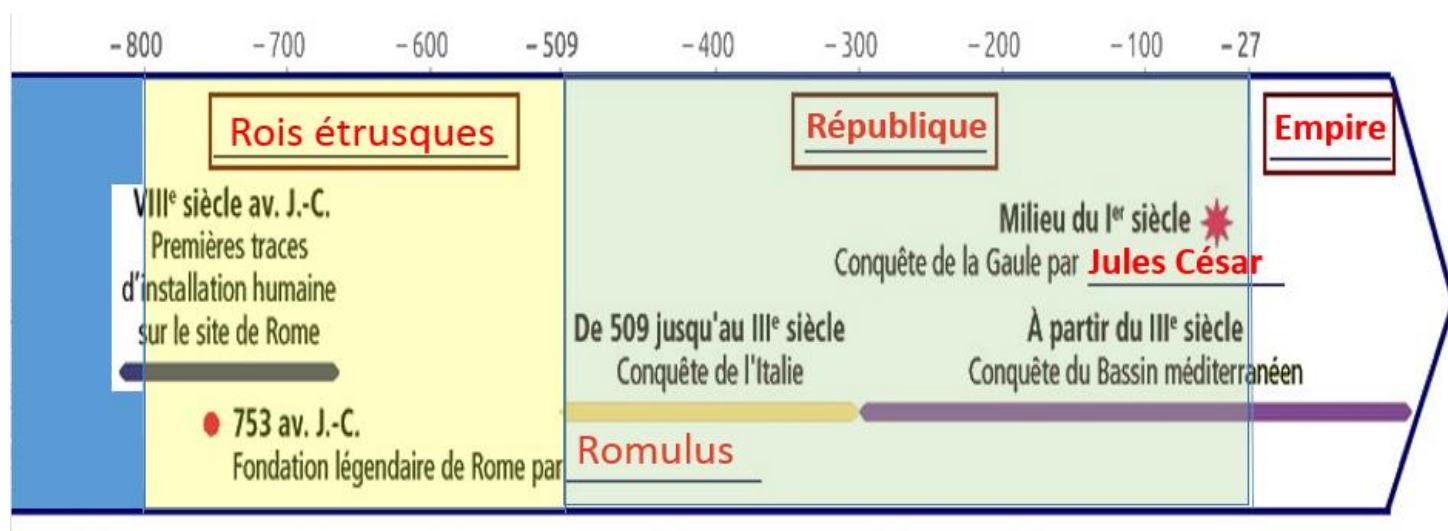 -800 -700 -600 -509 -400 -300 -200 -100 -27
Rois étrusques
République
Empire
VIIIe siècle av. J.-C.
Premières traces
d'installation humaine
sur le site de Rome
753 av. J.-C.
Fondation légendaire de Rome par Romulus
De 509 jusqu'au IIIe siècle
Conquête de l'Italie
Milieu du Ier siècle
Conquête de la Gaule par Jules César
À partir du IIIe siècle
Conquête du Bassin méditerranéen